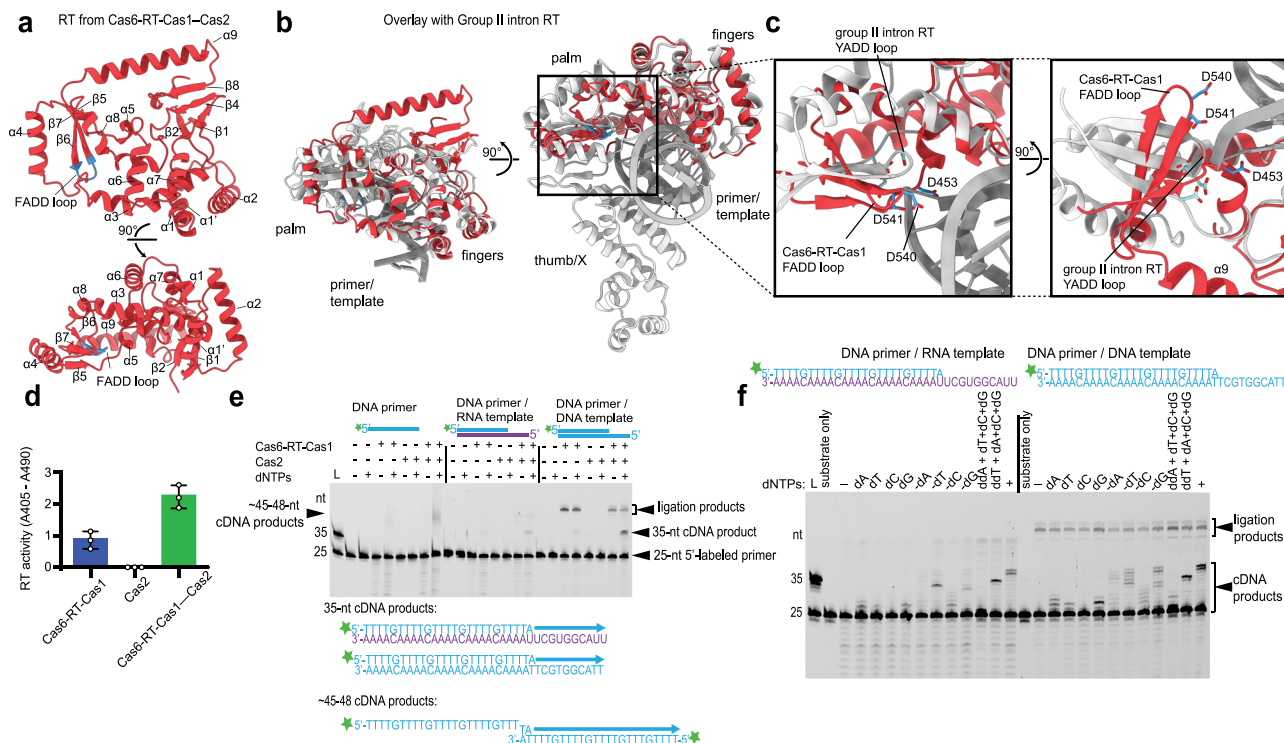 a
RT from Cas6-RT-Cas1–Cas2
α9
β8
β5
β7
α8
α5
β4
β6
β2
β1
α4
α6
α7
α2
FADD loop
α3
α1
α1'
90°
α6
α7
α1
α3
α8
α2
β6
α9
β7
α4
α1'
β5
α5
β2
β1
FADD loop
b
Overlay with Group II intron RT
palm
fingers
90°
palm
fingers
primer/
template
primer/
template
thumb/X
c
group II intron RT
YADD loop
D453
D541
Cas6-RT-Cas1
FADD loop
D540
90°
Cas6-RT-Cas1
FADD loop
D540
D541
D453
group II intron RT
YADD loop
α9
d
RT activity (A405 - A490)
3
2
1
0
Cas6-RT-Cas1
Cas2
Cas6-RT-Cas1—Cas2
e
DNA primer
DNA primer/
RNA template
DNA primer/
DNA template
5'
5'
5'
5'
Cas6-RT-Cas1
- - + + - - + + - - + + - - + + - - + + - - + +
Cas2
- - - - + + + + - - - - + + + + - - - - + + + +
dNTPs
L - + - + - + - + - + - + - + - + - + - + - + - +
~45-48-nt
cDNA products
nt
35
25
ligation products
35-nt cDNA product
25-nt 5'-labeled primer
35-nt cDNA products:
5'-TTTTGTTTTGTTTTGTTTTGTTTTA
3'-AAAACAAAACAAAACAAAACAAAAUUCGUGGCAUU
5'-TTTTGTTTTGTTTTGTTTTGTTTTA
AAAACAAAACAAAACAAAACAAAATTCGTGGCATT
~45-48 cDNA products:
5'-TTTTGTTTTGTTTTGTTTTGTTTT
TA
3'-ATTTTGTTTTGTTTTGTTTGTTTT-5'
f
DNA primer / RNA template
DNA primer / DNA template
5'-TTTTGTTTTGTTTTGTTTTGTTTTA
3'-AAAACAAAACAAAACAAAACAAAAUUCGUGGCAUU
5'-TTTTGTTTTGTTTTGTTTTGTTTTA
3'-AAAACAAAACAAAACAAAACAAAATTCGTGGCATT
dNTPs:
L
substrate only
–
dA
dT
dC
dG
-dA
-dT
-dC
-dG
ddA + dT+dC+dG
ddT + dA+dC+dG
+
substrate only
–
dA
dT
dC
dG
-dA
-dT
-dC
-dG
ddA + dT+dC+dG
ddT + dA+dC+dG
+
nt
35
25
ligation
products
cDNA
products